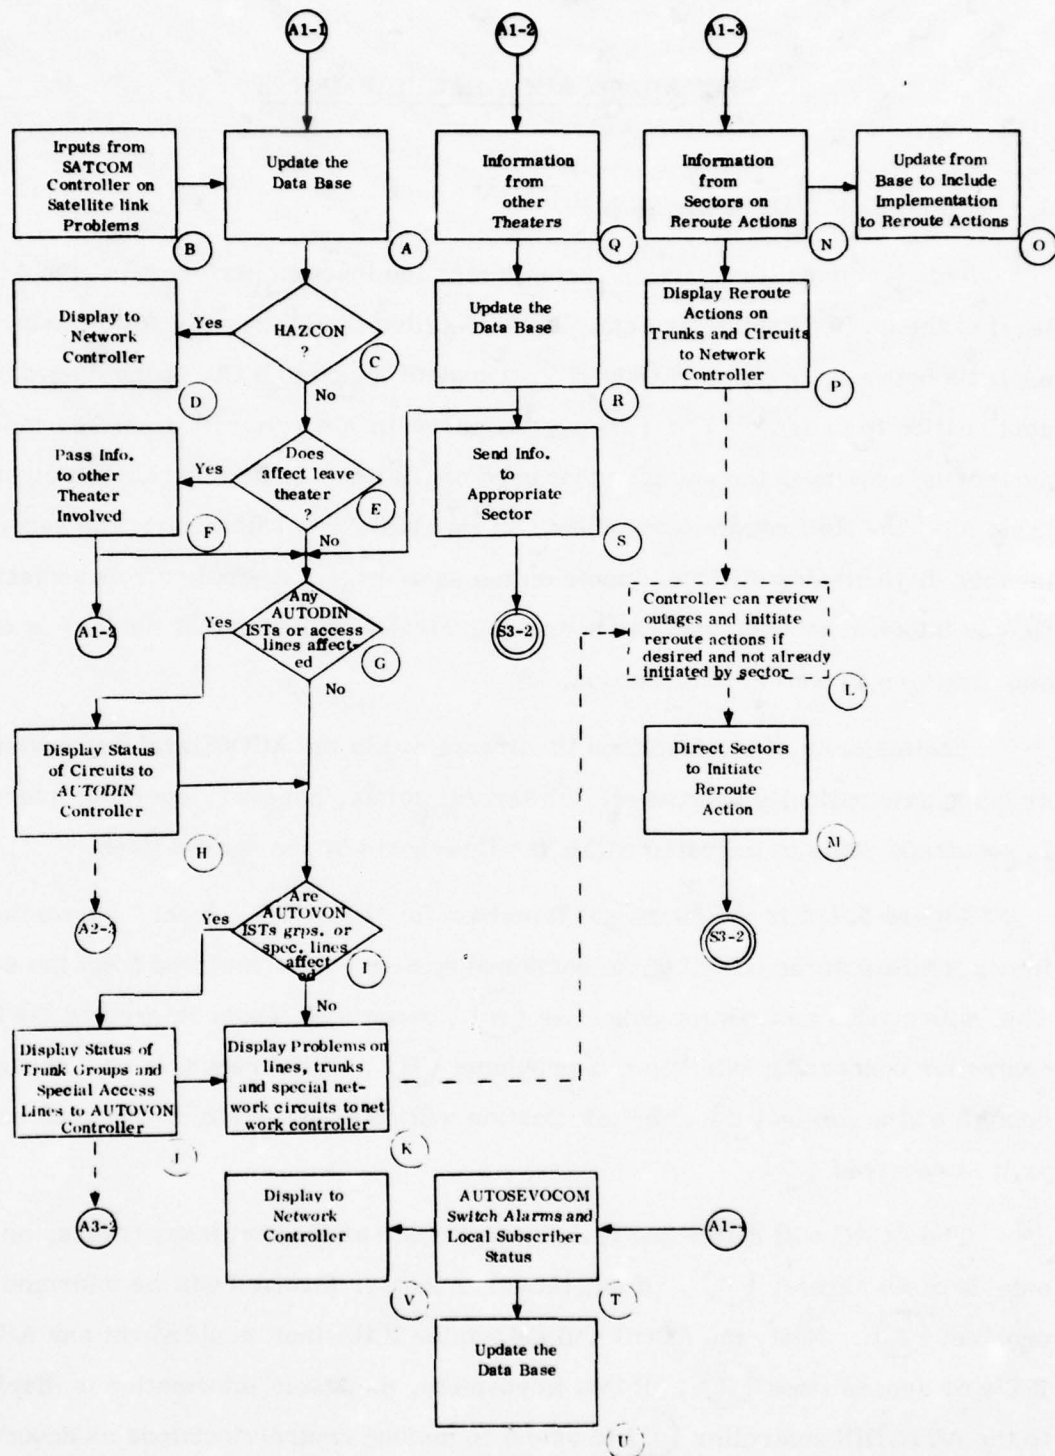 A1-1
A1-2
A1-3
Inputs from
SATCOM
Controller on
Satellite link
Problems
B
Update the
Data Base
A
Information
from
other
Theaters
Q
Information
from
Sectors on
Reroute Actions
N
Update from
Base to Include
Implementation
to Reroute Actions
O
Display to
Network
Controller
D
Yes
HAZCON
?
C
No
Update the
Data Base
R
Display Reroute
Actions on
Trunks and Circuits
to Network
Controller
P
Pass Info.
to other
Theater
Involved
F
Yes
Does
affect leave
theater
?
E
No
Send Info.
to
Appropriate
Sector
S
A1-2
Yes
Any
AUTODIN
ISTs or access
lines affect-
ed
G
No
S3-2
Controller can review
outages and initiate
reroute actions if
desired and not already
initiated by sector
L
Display Status
of Circuits to
AUTODIN
Controller
H
Direct Sectors
to Initiate
Reroute
Action
M
A2-3
Yes
Are
AUTOVON
ISTs grps. or
spec. lines
affect
ed
I
No
S3-2
Display Status of
Trunk Groups and
Special Access
Lines to AUTOVON
Controller
Display Problems on
lines, trunks
and special net-
work circuits to net
work controller
K
A3-2
Display to
Network
Controller
V
AUTOSEVOCOM
Switch Alarms and
Local Subscriber
Status
T
A1-4
Update the
Data Base
U